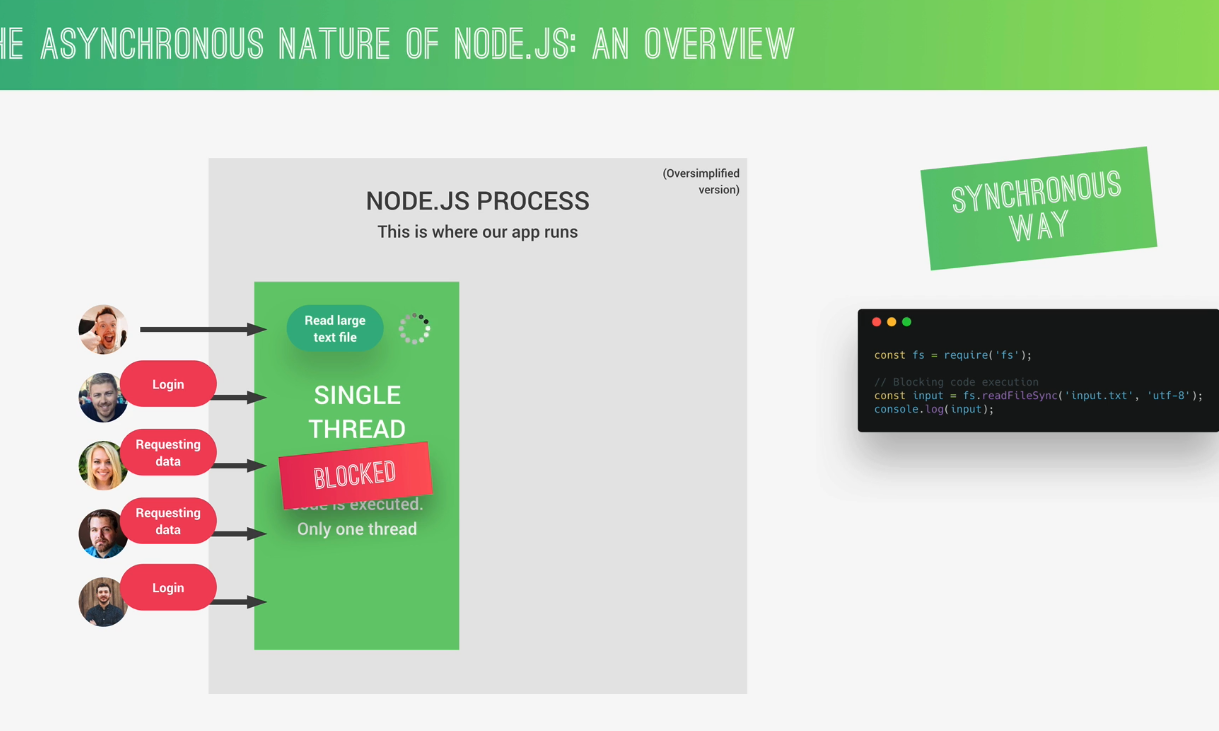 HE ASYNCHRONOUS NATURE OF NODE.JS: AN OVERVIEW
(Oversimplified
version)
NODE.JS PROCESS
This is where our app runs
SYNCHRONOUS
WAY
Read large
text file
Login
Requesting
data
Requesting
data
Login
SINGLE
THREAD
BLOCKED
code is executed.
Only one thread
const fs = require('fs');
// Blocking code execution
const input = fs.readFileSync('input.txt', 'utf-8');
console.log(input);